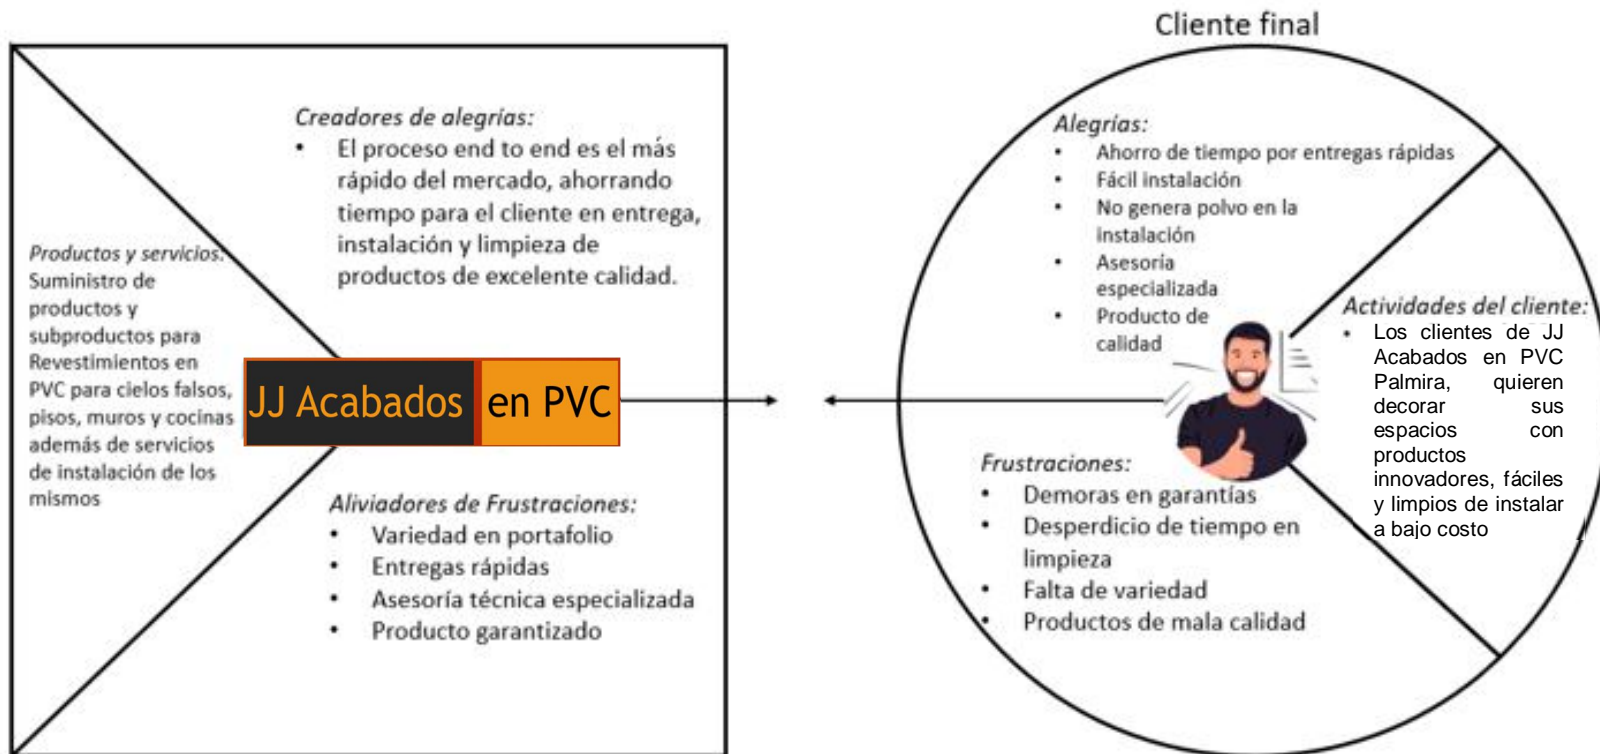 Creadores de alegrías:
• El proceso end to end es el más
rápido del mercado, ahorrando
tiempo para el cliente en entrega,
instalación y limpieza de
productos de excelente calidad.
Productos y servicios:
Suministro de
productos y
subproductos para
Revestimientos en
PVC para cielos falsos,
pisos, muros y cocinas
además de servicios
de instalación de los
mismos
JJ Acabados en PVC
Aliviadores de Frustraciones:
• Variedad en portafolio
• Entregas rápidas
• Asesoría técnica especializada
• Producto garantizado
Cliente final
Alegrías:
• Ahorro de tiempo por entregas rápidas
• Fácil instalación
• No genera polvo en la
instalación
• Asesoría
especializada
• Producto de
calidad
Actividades del cliente:
• Los clientes de JJ
Acabados en PVC
Palmira, quieren
decorar sus
espacios con
productos
innovadores, fáciles
y limpios de instalar
a bajo costo
Frustraciones:
• Demoras en garantías
• Desperdicio de tiempo en
limpieza
• Falta de variedad
• Productos de mala calidad